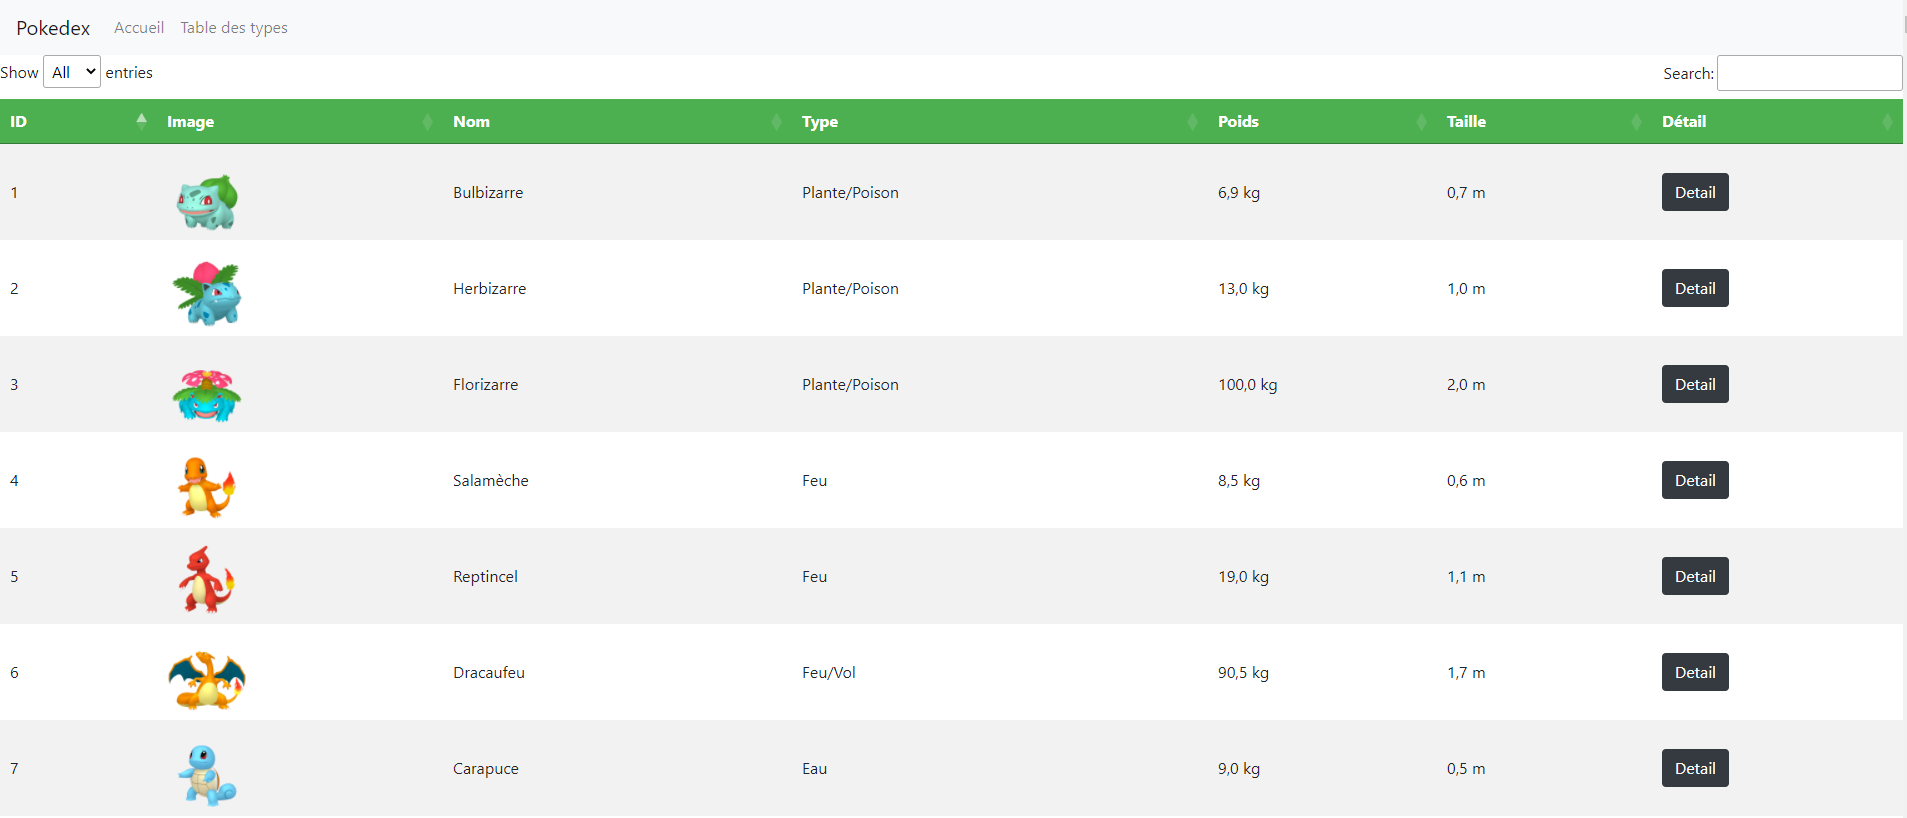 Pokedex Accueil Table des types
Show All entries Search:
ID Image Nom Type Poids Taille Détail
1 Bulbizarre Plante/Poison 6,9 kg 0,7 m Detail
2 Herbizarre Plante/Poison 13,0 kg 1,0 m Detail
3 Florizarre Plante/Poison 100,0 kg 2,0 m Detail
4 Salamèche Feu 8,5 kg 0,6 m Detail
5 Reptincel Feu 19,0 kg 1,1 m Detail
6 Dracaufeu Feu/Vol 90,5 kg 1,7 m Detail
7 Carapuce Eau 9,0 kg 0,5 m Detail